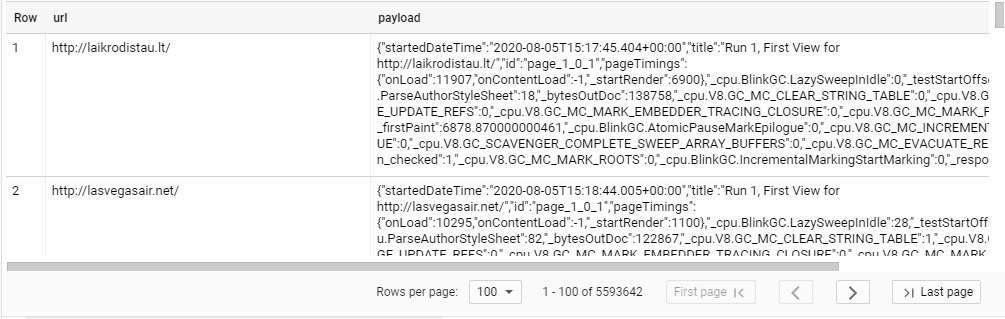 Row url payload
1 http://laikrodistau.lt/ {"startedDateTime":"2020-08-05T15:17:45.404+00:00","title":"Run 1, First View for
http://laikrodistau.lt/","id":"page_1_0_1","pageTimings":
{"onLoad":11907,"onContentLoad":-1,"_startRender":6900},"_cpu.BlinkGC.LazySweepInIdle":0,"_testStartOffs
.ParseAuthorStyleSheet":18,"_bytesOutDoc":138758,"_cpu.V8.GC_MC_CLEAR_STRING_TABLE":0,"_cpu.V8.G
E_UPDATE_REFS":0,"_cpu.V8.GC_MC_MARK_EMBEDDER_TRACING_CLOSURE":0,"_cpu.V8.GC_MC_MARK_F
_firstPaint":6878.870000000461,"_cpu.BlinkGC.AtomicPauseMarkEpilogue":0,"_cpu.V8.GC_MC_INCREMENT
UE":0,"_cpu.V8.GC_SCAVENGER_COMPLETE_SWEEP_ARRAY_BUFFERS":0,"_cpu.V8.GC_MC_EVACUATE_RE
n_checked":1,"_cpu.V8.GC_MC_MARK_ROOTS":0,"_cpu.BlinkGC.IncrementalMarkingStartMarking":0,"_respo
2 http://lasvegasair.net/ {"startedDateTime":"2020-08-05T15:18:44.005+00:00","title":"Run 1, First View for
http://lasvegasair.net/","id":"page_1_0_1","pageTimings":
{"onLoad":10295,"onContentLoad":-1,"_startRender":1100},"_cpu.BlinkGC.LazySweepInIdle":28,"_testStartOff
u.ParseAuthorStyleSheet":82,"_bytesOutDoc":122867,"_cpu.V8.GC_MC_CLEAR_STRING_TABLE":1,"_cpu.V8.
GE_UPDATE_REFS":0,"_cpu.V8.GC_MC_MARK_EMBEDDER_TRACING_CLOSURE":0,"_cpu.V8.GC_MC_MARK
Rows per page: 100 1 - 100 of 5593642 First page Last page